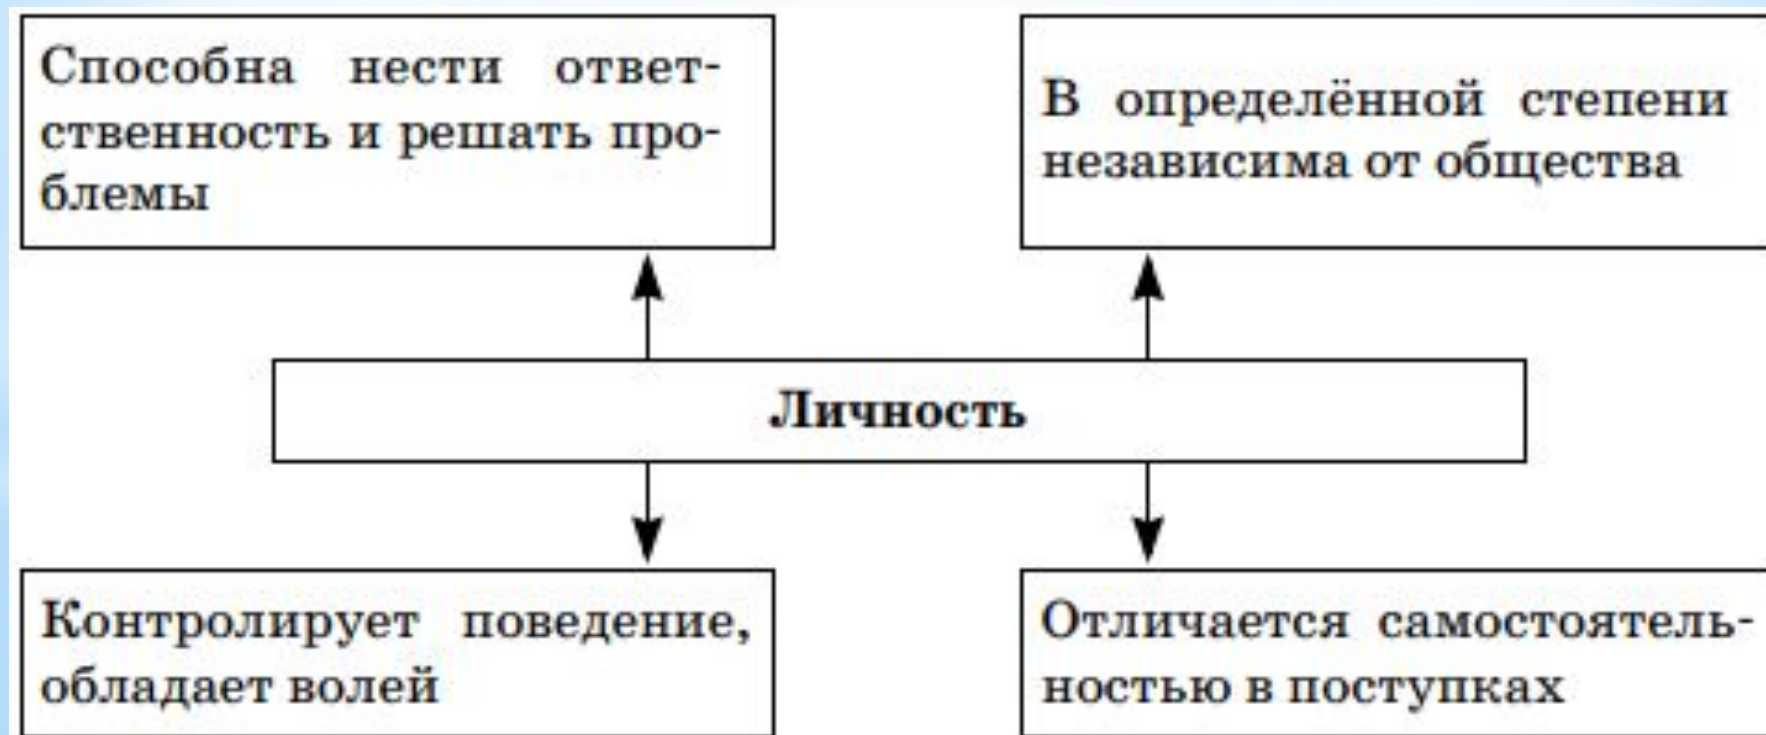 Способна нести ответ-
ственность и решать про-
блемы
В определённой степени
независима от общества
Личность
Контролирует поведение,
обладает волей
Отличается самостоятель-
ностью в поступках